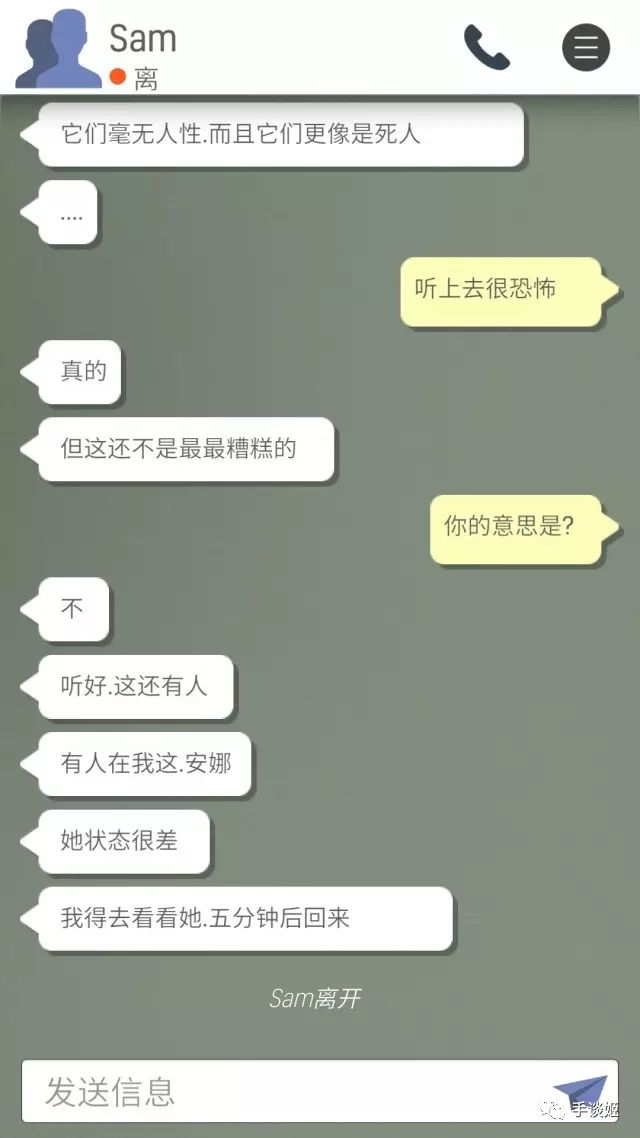 Sam
离
它们毫无人性.而且它们更像是死人
....
听上去很恐怖
真的
但这还不是最最糟糕的
你的意思是?
不
听好.这还有人
有人在我这.安娜
她状态很差
我得去看看她.五分钟后回来
Sam离开
发送信息
手谈姬